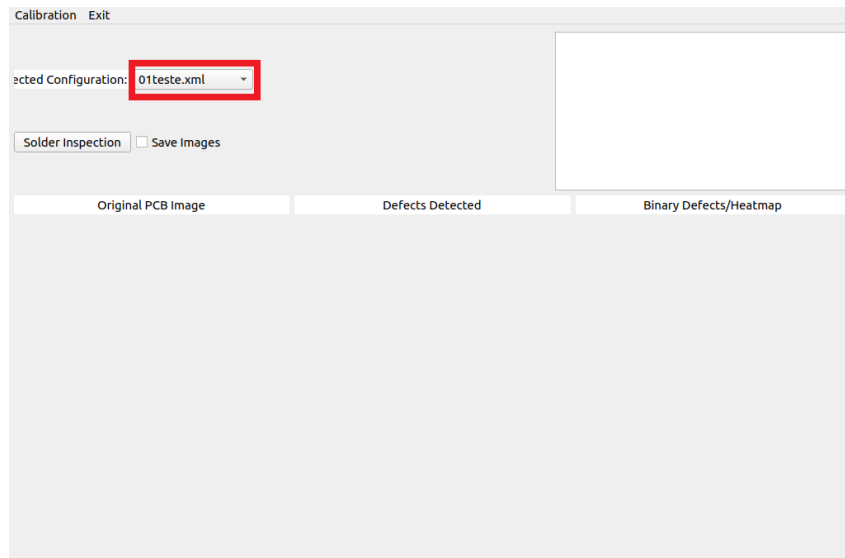 Calibration Exit
ected Configuration: 01teste.xml
Solder Inspection Save Images
Original PCB Image Defects Detected Binary Defects/Heatmap